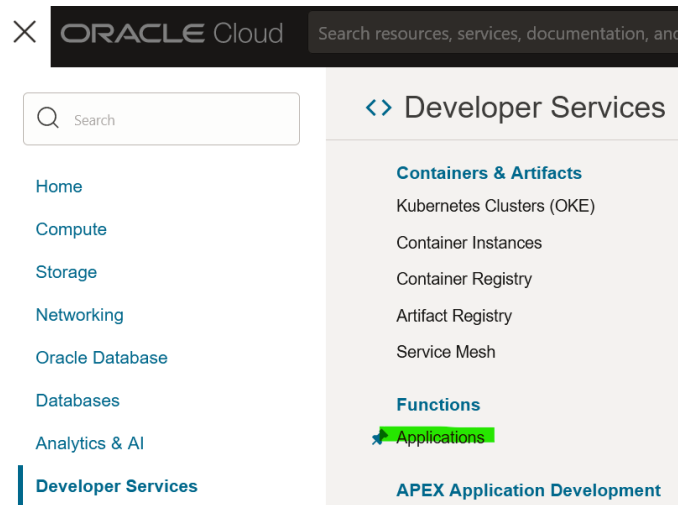 ORACLE Cloud
Search resources, services, documentation, and
Search
Home
Compute
Storage
Networking
Oracle Database
Databases
Analytics & AI
Developer Services
Developer Services
Containers & Artifacts
Kubernetes Clusters (OKE)
Container Instances
Container Registry
Artifact Registry
Service Mesh
Functions
Applications
APEX Application Development